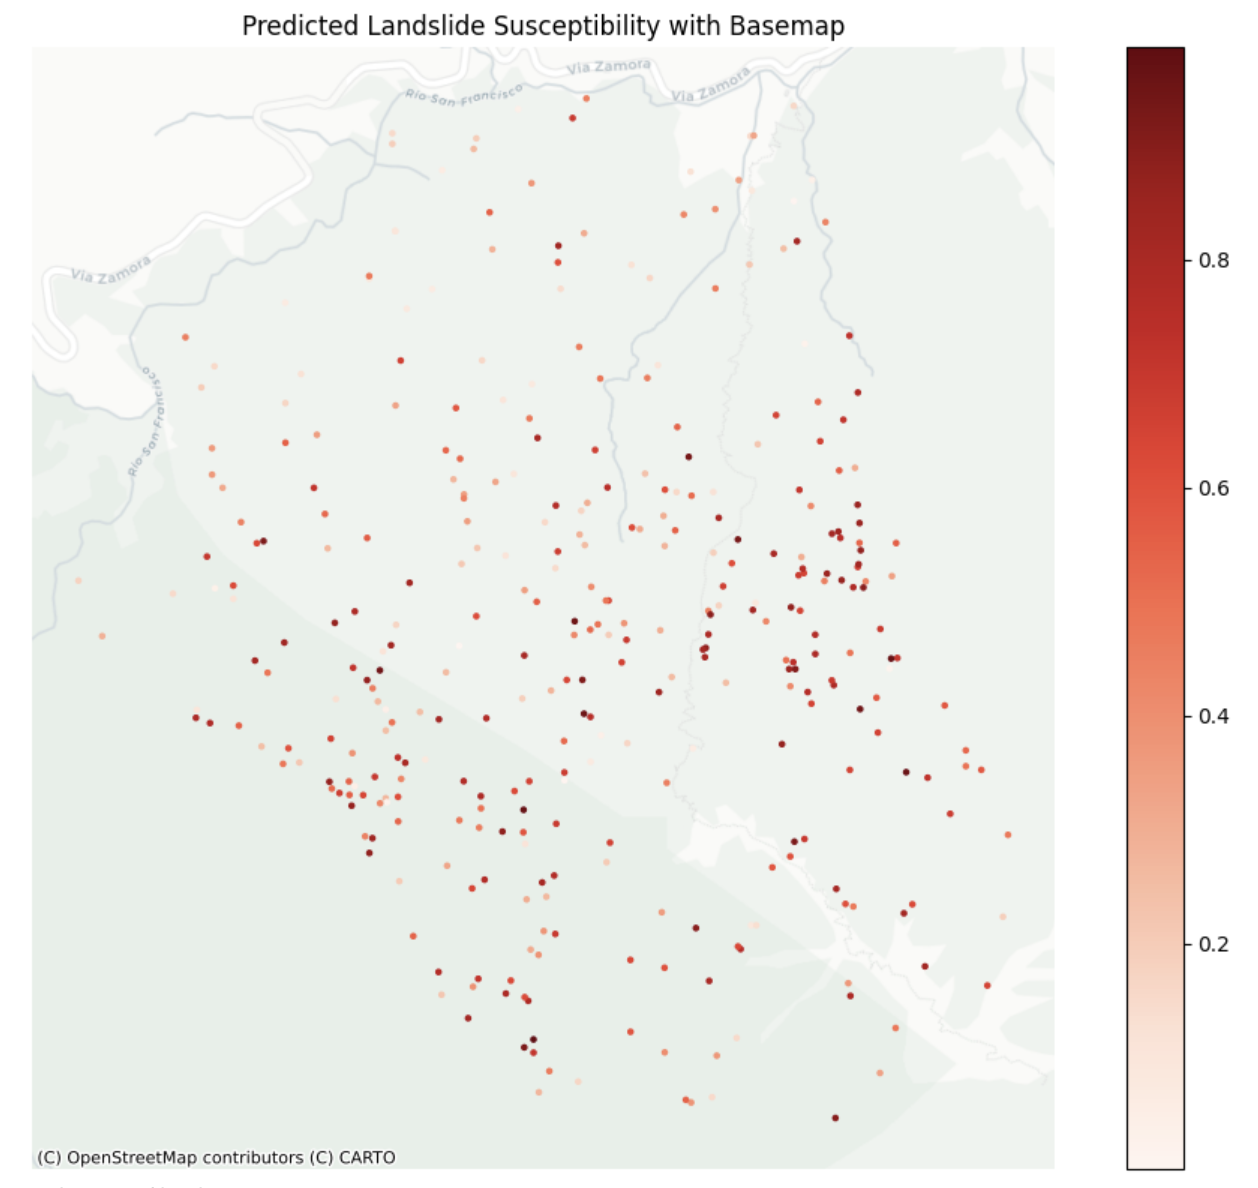 Predicted Landslide Susceptibility with Basemap
Via Zamora
Via Zamora
Río San Francisco
Via Zamora
Río San Francisco
0.8
0.6
0.4
0.2
(C) OpenStreetMap contributors (C) CARTO